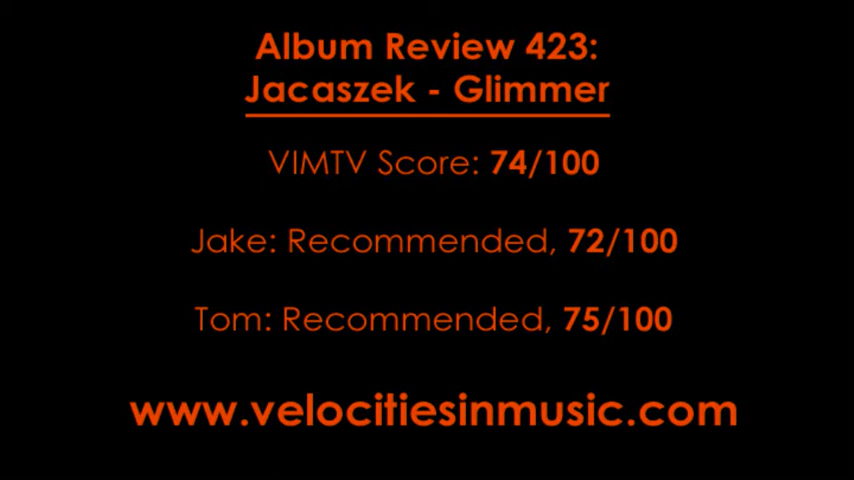 Album Review 423:
Jacaszek - Glimmer
VIMTV Score: 74/100
Jake: Recommended, 72/100
Tom: Recommended, 75/100
www.velocitiesinmusic.com